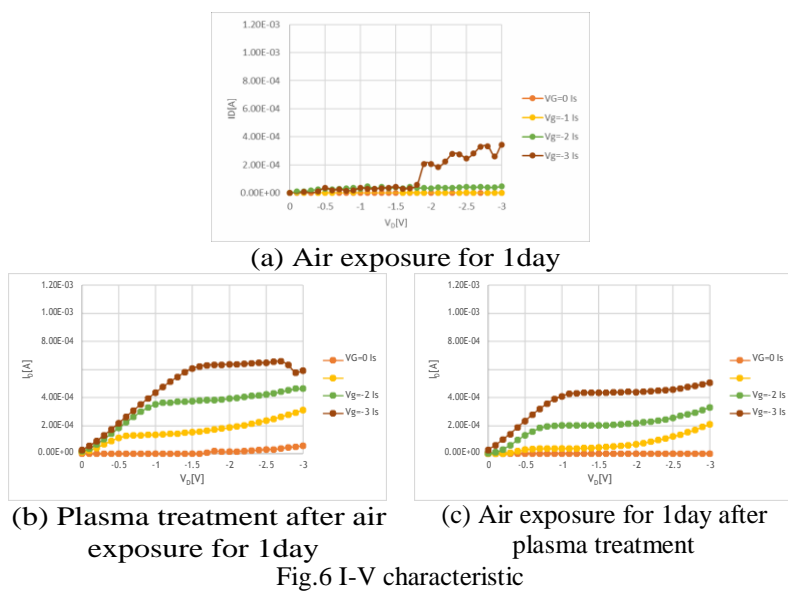 1.20E-03
1.00E-03
8.00E-04
6.00E-04
4.00E-04
2.00E-04
0.00E+00
ID[A]
0 -0.5 -1 -1.5 -2 -2.5 -3
V_D[V]
VG=0 Is
Vg=-1 Is
Vg=-2 Is
Vg=-3 Is
(a) Air exposure for 1day
1.20E-03
1.00E-03
8.00E-04
4.00E-04
2.00E-04
0.00E+00
I_D[A]
0 -0.5 -1 -1.5 -2 -2.5 -3
V_D[V]
VG=0 Is
Vg=-2 Is
Vg=-3 Is
(b) Plasma treatment after air
exposure for 1day
1.20E-03
1.00E-03
8.00E-04
4.00E-04
2.00E-04
0.00E+00
I_D[A]
0 -0.5 -1 -1.5 -2 -2.5 -3
V_D[V]
VG=0 Is
Vg=-2 Is
Vg=-3 Is
(c) Air exposure for 1day after
plasma treatment
Fig.6 I-V characteristic